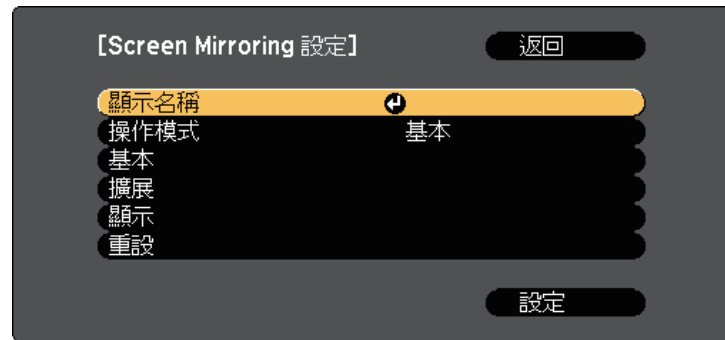 [Screen Mirroring 設定] 返回
顯示名稱
操作模式 基本
基本
擴展
顯示
重設
設定